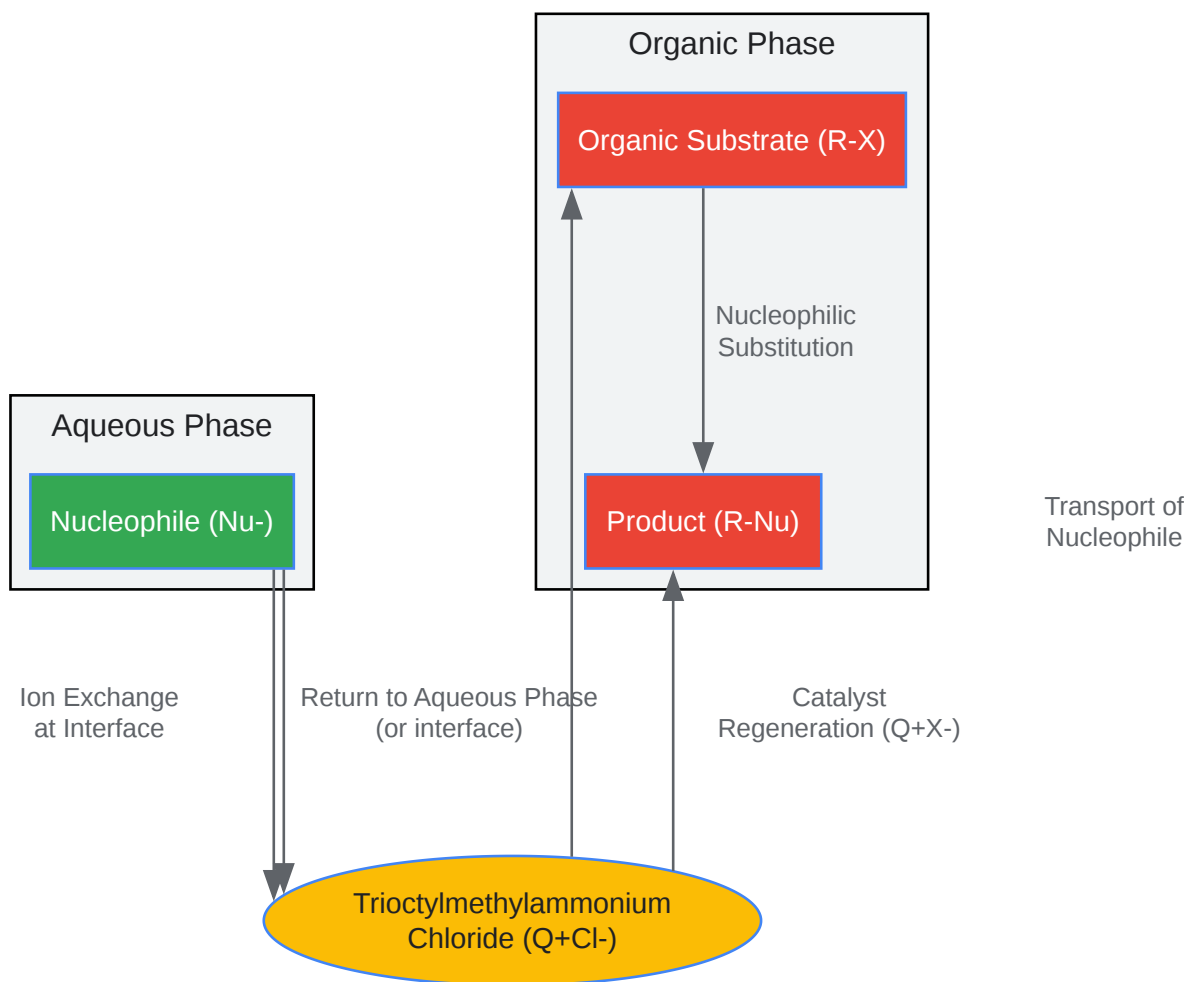 Organic Phase
Organic Substrate (R-X)
Nucleophilic
Substitution
Aqueous Phase
Nucleophile (Nu-)
Product (R-Nu)
Transport of
Nucleophile
Ion Exchange
at Interface
Return to Aqueous Phase
(or interface)
Catalyst
Regeneration (Q+X-)
Trioctylmethylammonium
Chloride (Q+Cl-)